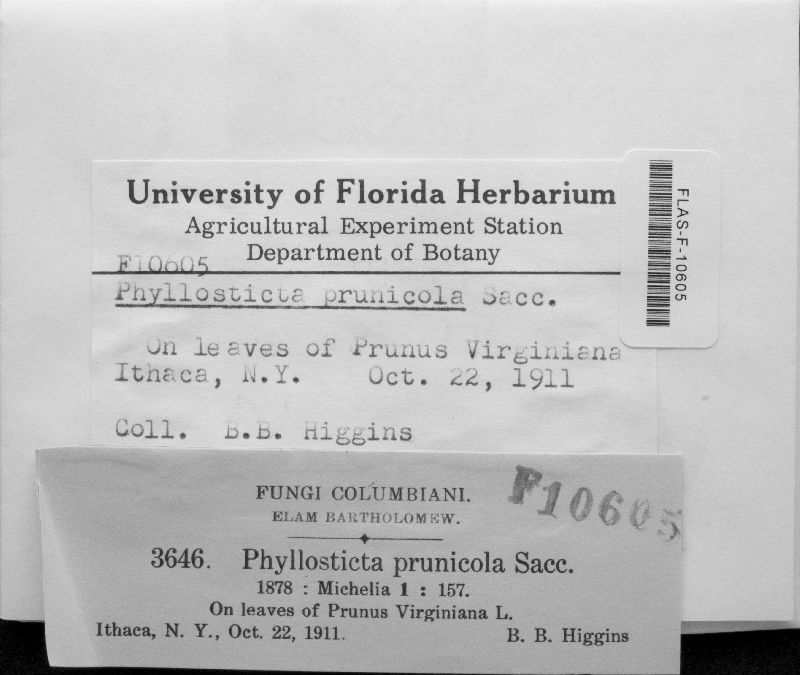 University of Florida Herbarium
Agricultural Experiment Station
Department of Botany
F10605
Phyllosticta prunicola Sacc.
On leaves of Prunus Virginiana
Ithaca, N.Y. Oct. 22, 1911
Coll. B.B. Higgins
FLAS-F-10605
F10605
FUNGI COLUMBIANI.
ELAM BARTHOLOMEW.
3646. Phyllosticta prunicola Sacc.
1878 : Michelia 1 : 157.
On leaves of Prunus Virginiana L.
Ithaca, N. Y., Oct. 22, 1911. B. B. Higgins